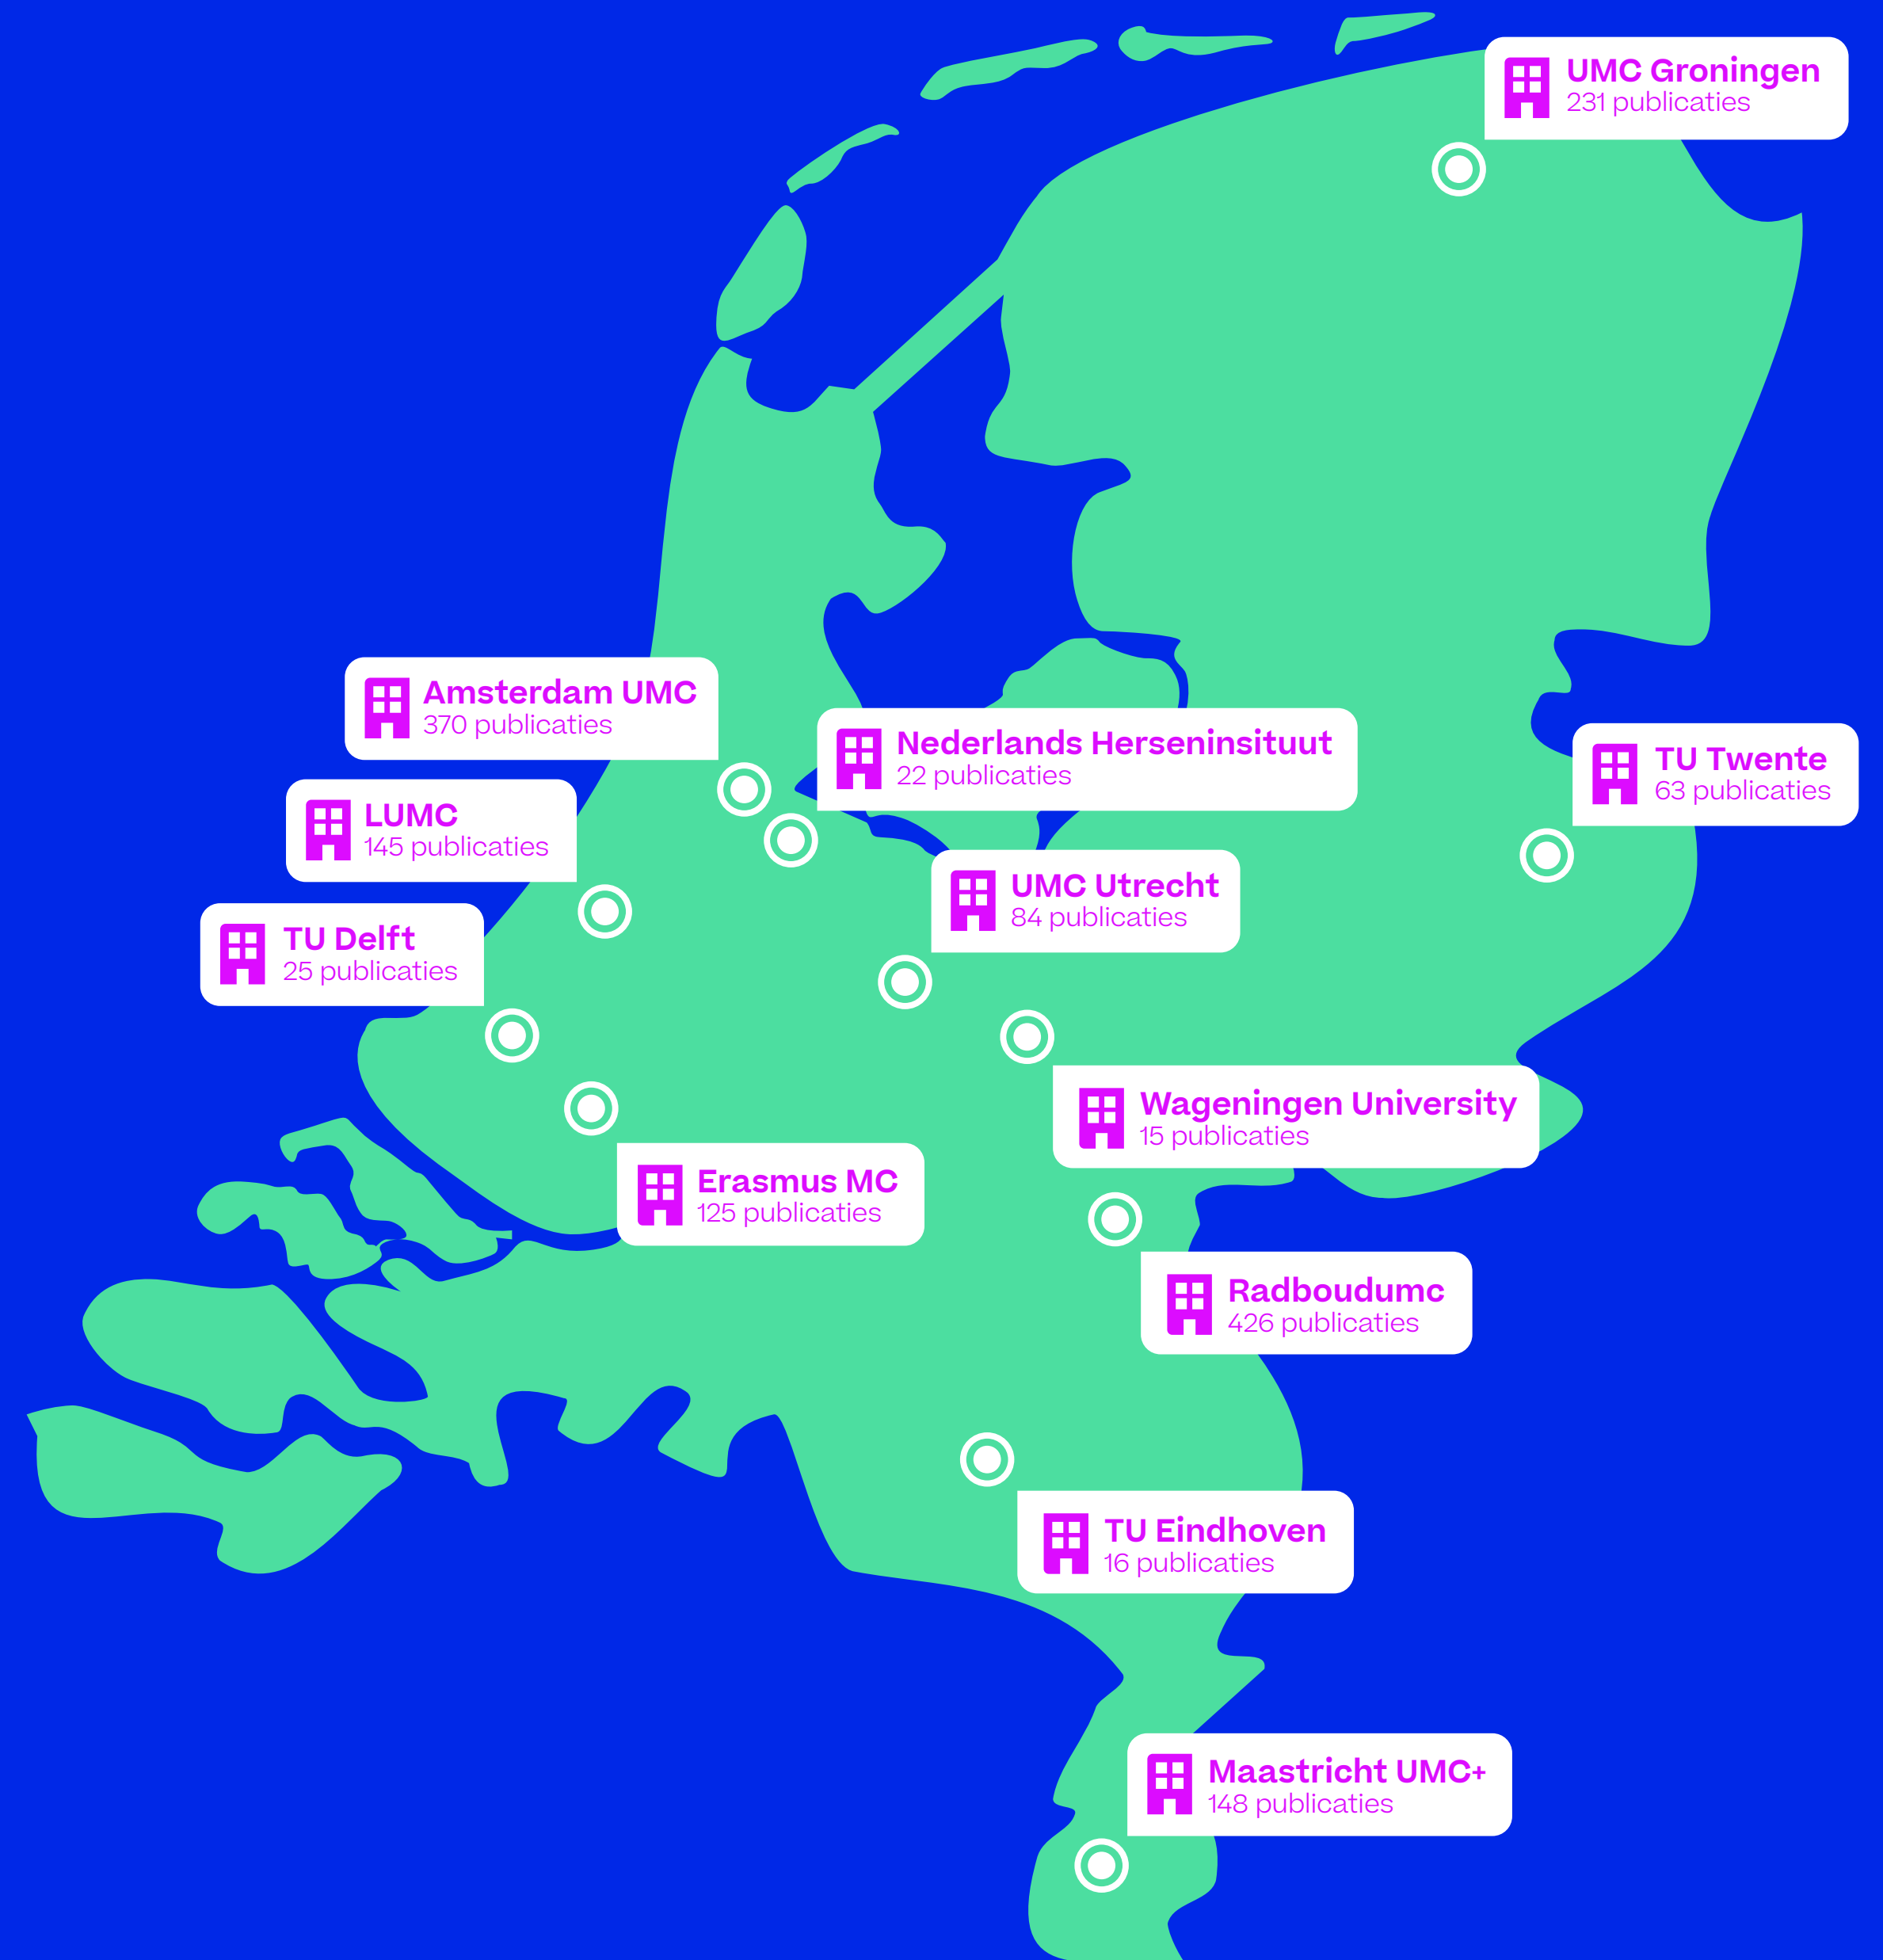 UMC Groningen
231 publicaties
Amsterdam UMC
370 publicaties
Nederlands Herseninsituut
22 publicaties
TU Twente
63 publicaties
LUMC
145 publicaties
UMC Utrecht
84 publicaties
TU Delft
25 publicaties
Wageningen University
15 publicaties
Erasmus MC
125 publicaties
Radboudumc
426 publicaties
TU Eindhoven
16 publicaties
Maastricht UMC+
148 publicaties